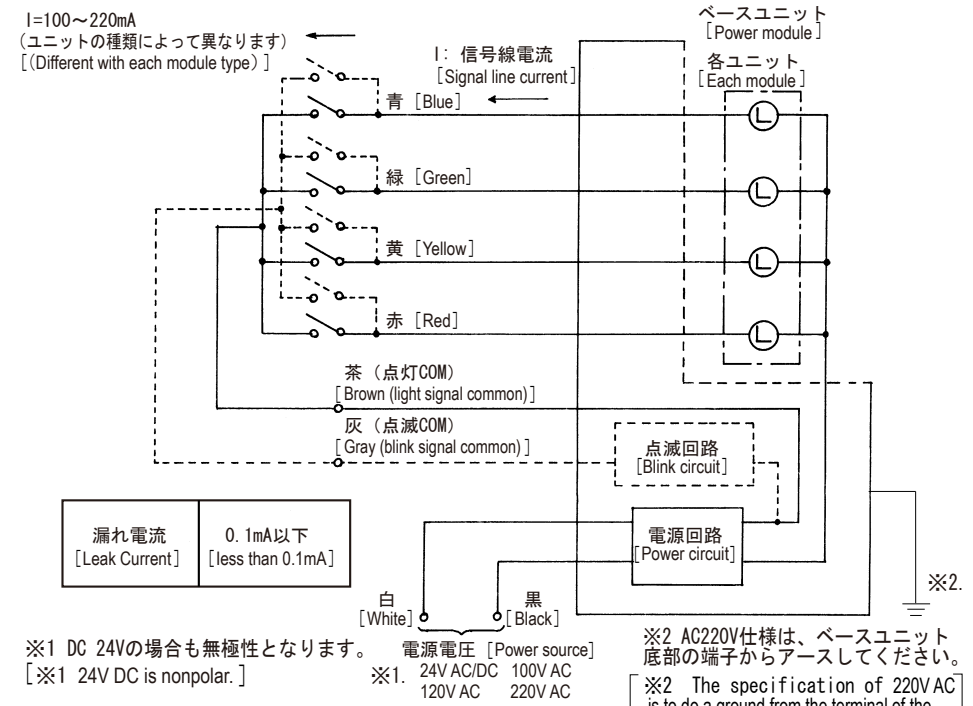 I=100～220mA
(ユニットの種類によって異なります)
[(Different with each module type)]
I: 信号線電流
[Signal line current]
ベースユニット
[Power module]
各ユニット
[Each module]
青 [Blue]
L
緑 [Green]
L
黄 [Yellow]
L
赤 [Red]
L
茶 (点灯COM)
[Brown (light signal common)]
灰 (点滅COM)
[Gray (blink signal common)]
点滅回路
[Blink circuit]
漏れ電流
[Leak Current]
0.1mA以下
[less than 0.1mA]
電源回路
[Power circuit]
※2.
白
[White]
黒
[Black]
※1 DC 24Vの場合も無極性となります。
[※1 24V DC is nonpolar.]
電源電圧 [Power source]
※1. 24V AC/DC 100V AC
120V AC 220V AC
※2 AC220V仕様は、ベースユニット
底部の端子からアースしてください。
[※2 The specification of 220V AC
is to do a ground from the terminal of the